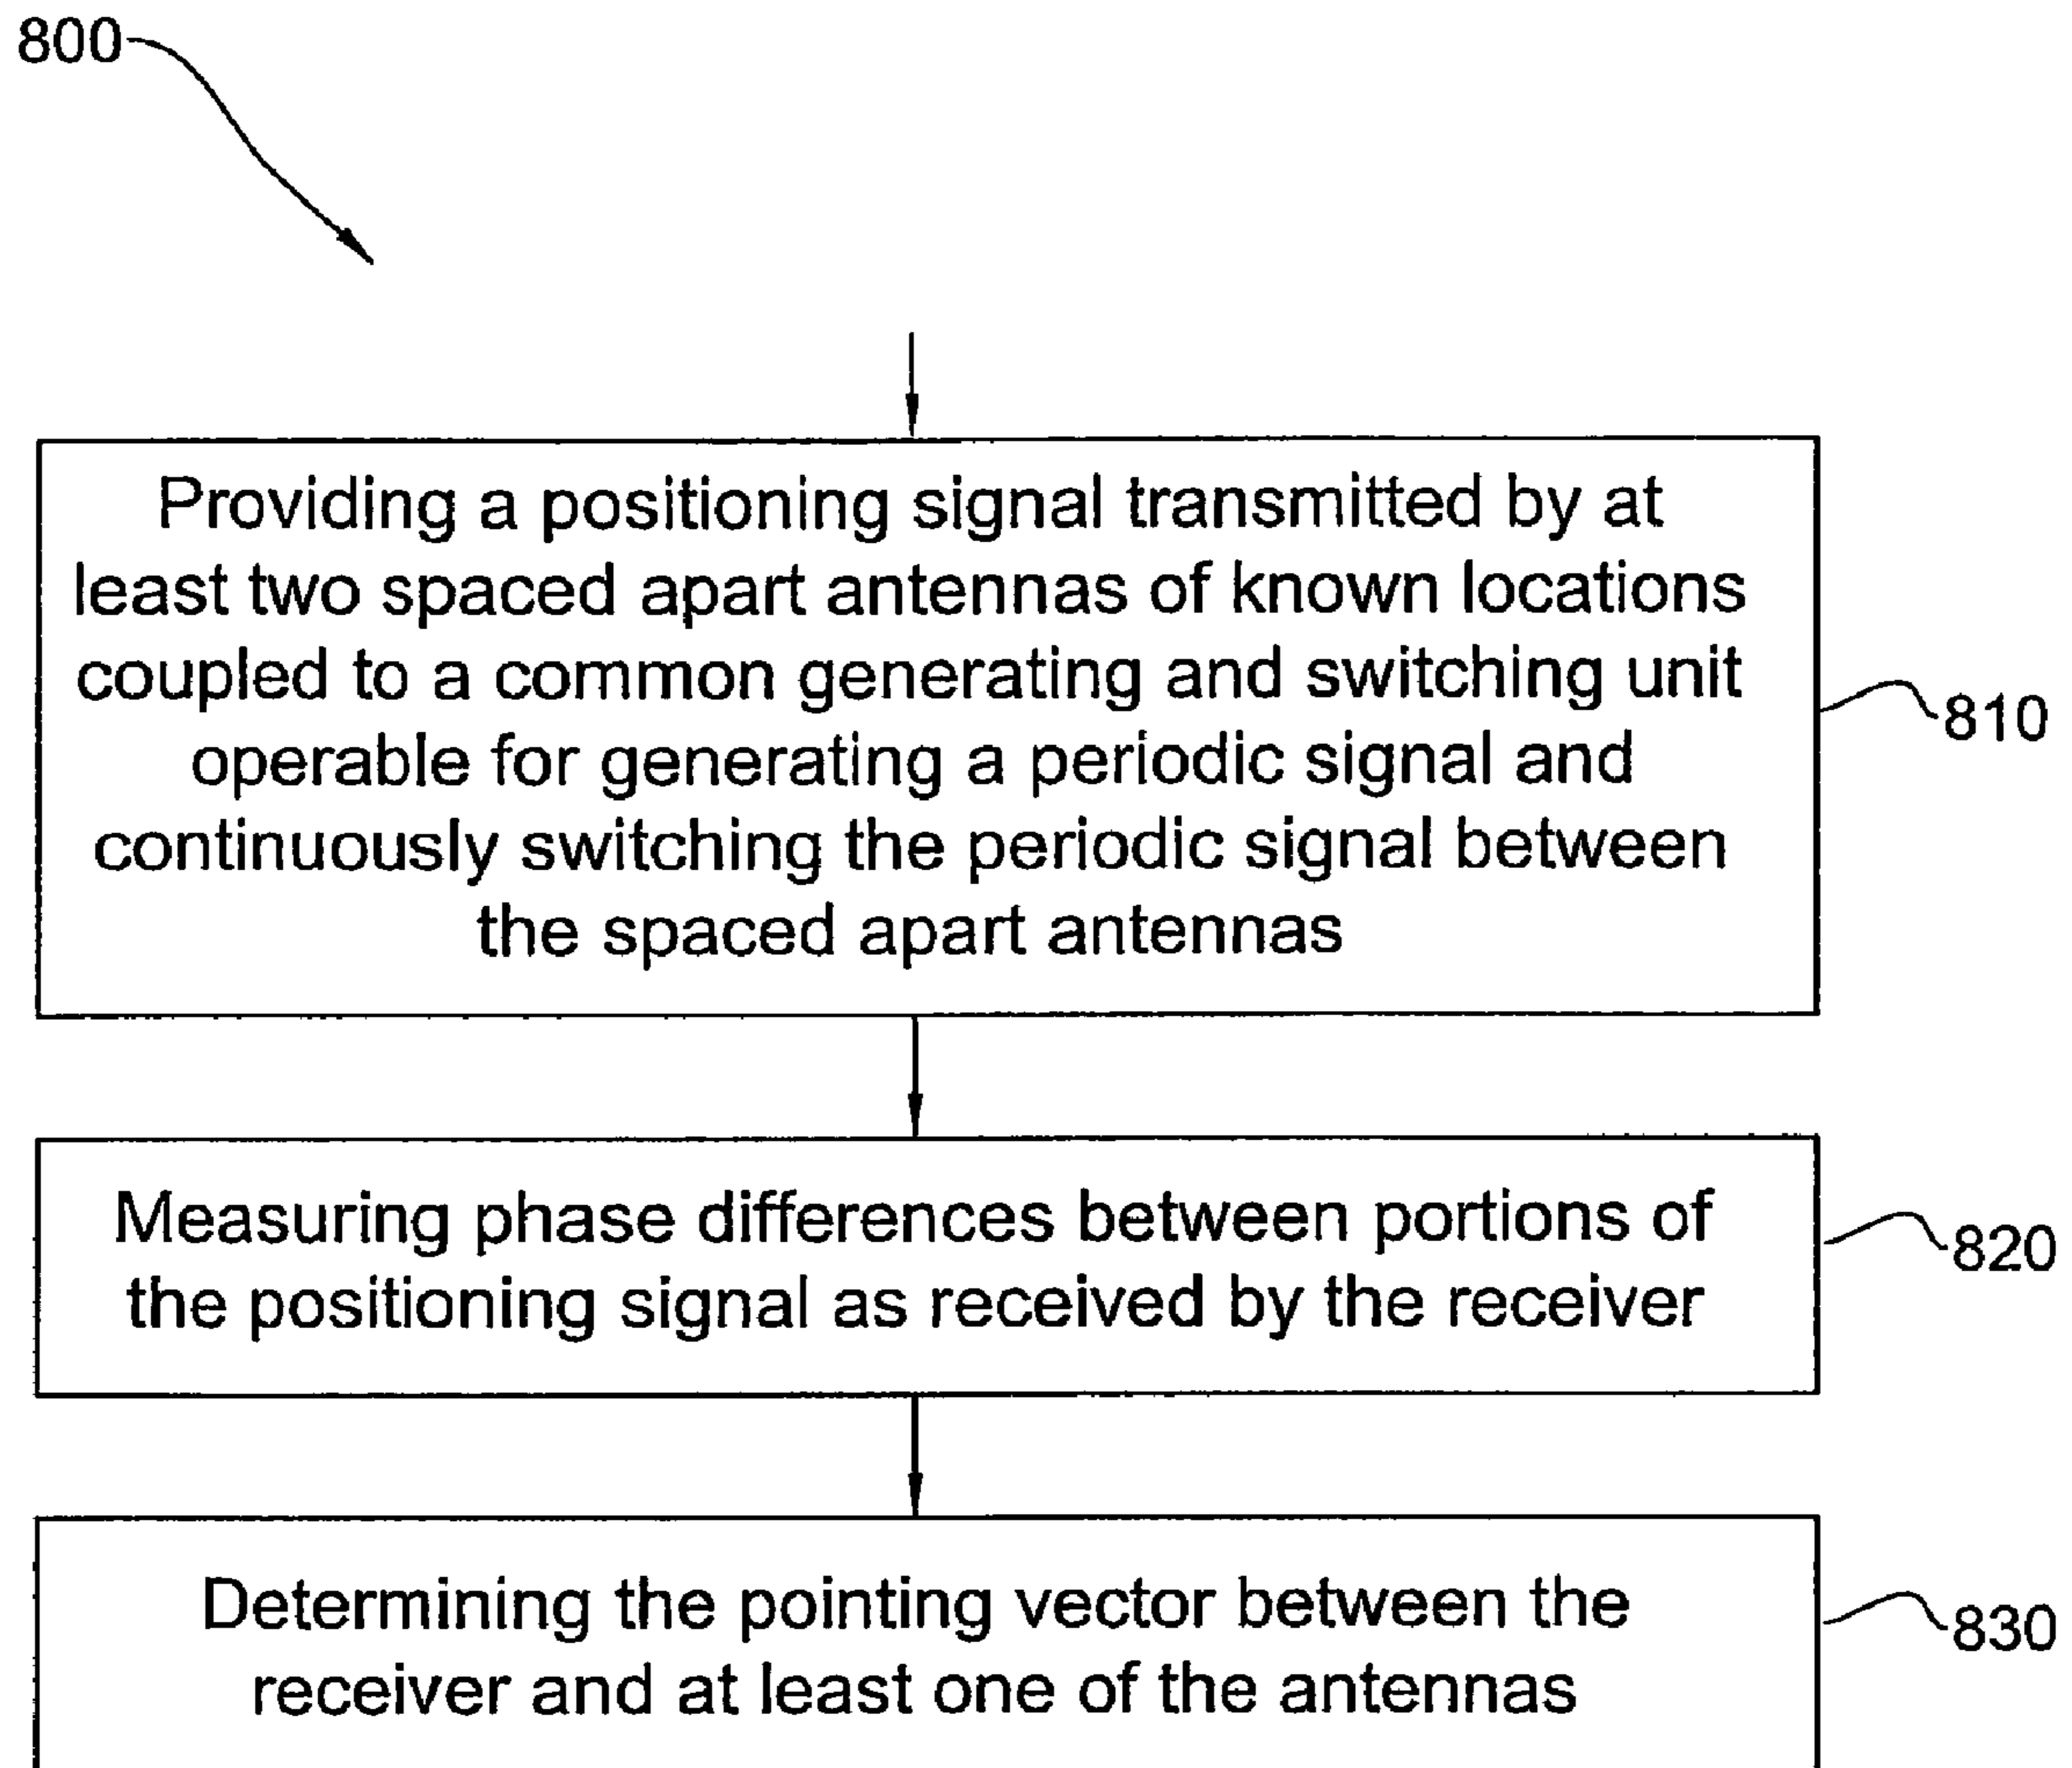 800
Providing a positioning signal transmitted by at
least two spaced apart antennas of known locations
coupled to a common generating and switching unit
operable for generating a periodic signal and
continuously switching the periodic signal between
the spaced apart antennas
810
Measuring phase differences between portions of
the positioning signal as received by the receiver
820
Determining the pointing vector between the
receiver and at least one of the antennas
830